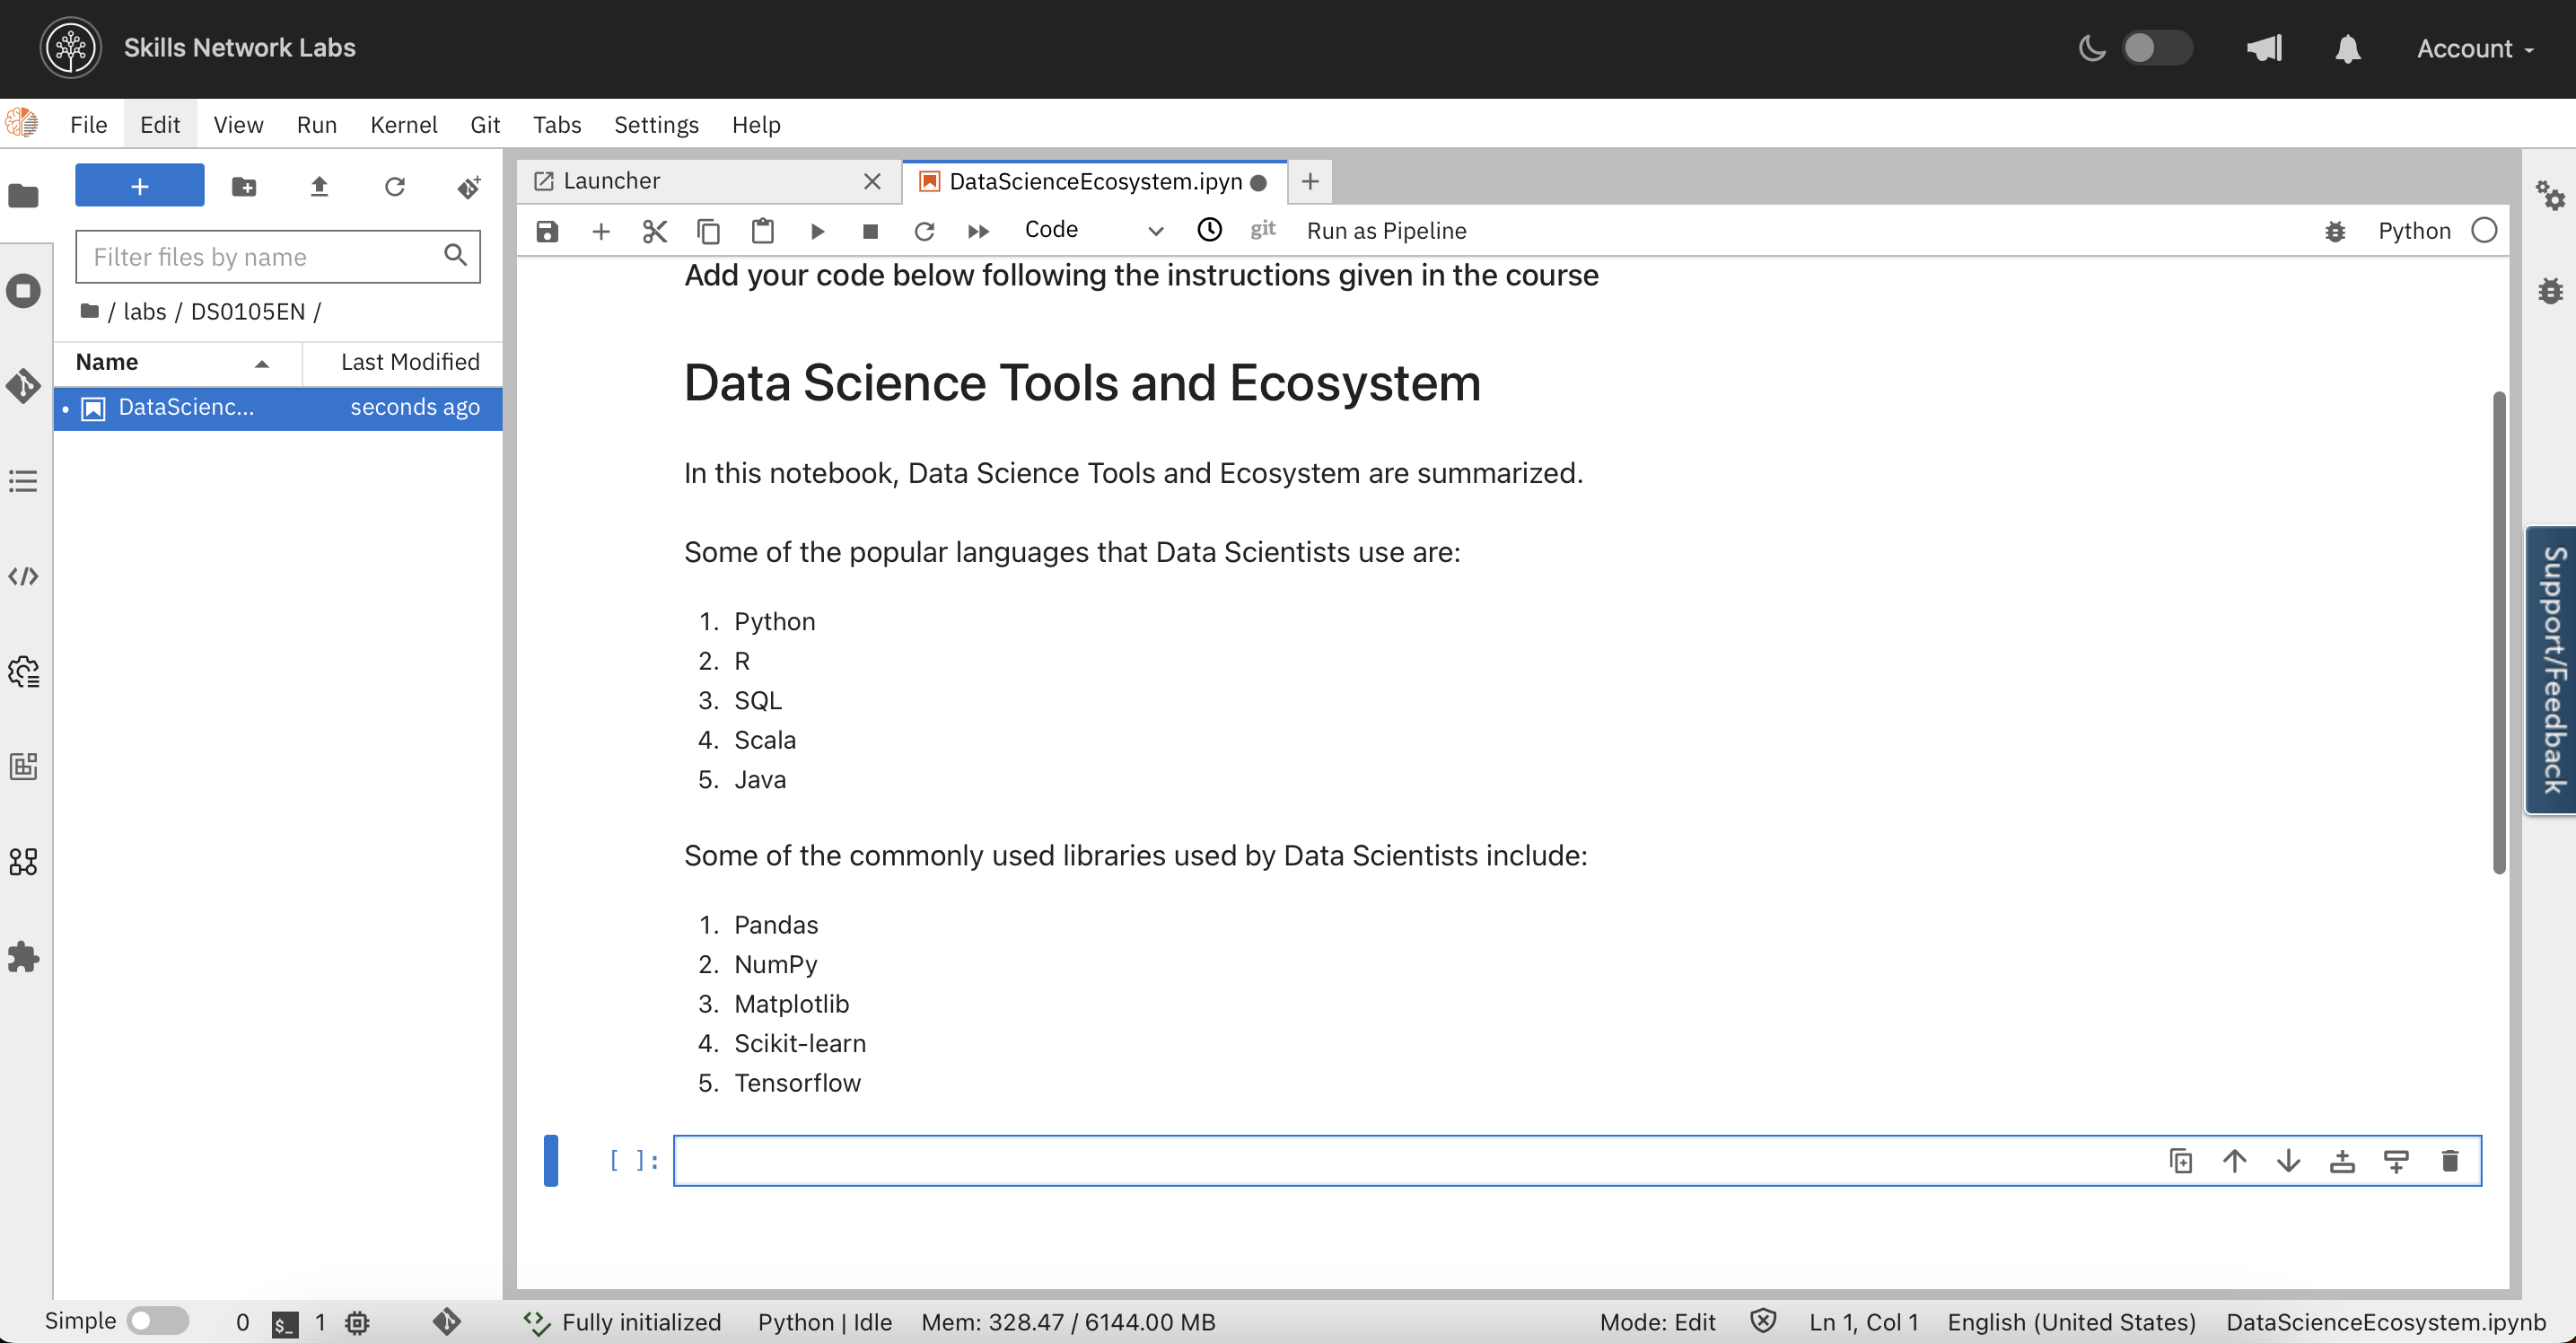 Skills Network Labs
Account
File Edit View Run Kernel Git Tabs Settings Help
+
Filter files by name
/ labs / DS0105EN /
Name Last Modified
DataScienc... seconds ago
Launcher
DataScienceEcosystem.ipyn
Code
git
Run as Pipeline
Python
Add your code below following the instructions given in the course
Data Science Tools and Ecosystem
In this notebook, Data Science Tools and Ecosystem are summarized.
Some of the popular languages that Data Scientists use are:
1. Python
2. R
3. SQL
4. Scala
5. Java
Some of the commonly used libraries used by Data Scientists include:
1. Pandas
2. NumPy
3. Matplotlib
4. Scikit-learn
5. Tensorflow
[ ]:
Support/Feedback
Simple 0 $_ 1 Fully initialized Python | Idle Mem: 328.47 / 6144.00 MB Mode: Edit Ln 1, Col 1 English (United States) DataScienceEcosystem.ipynb